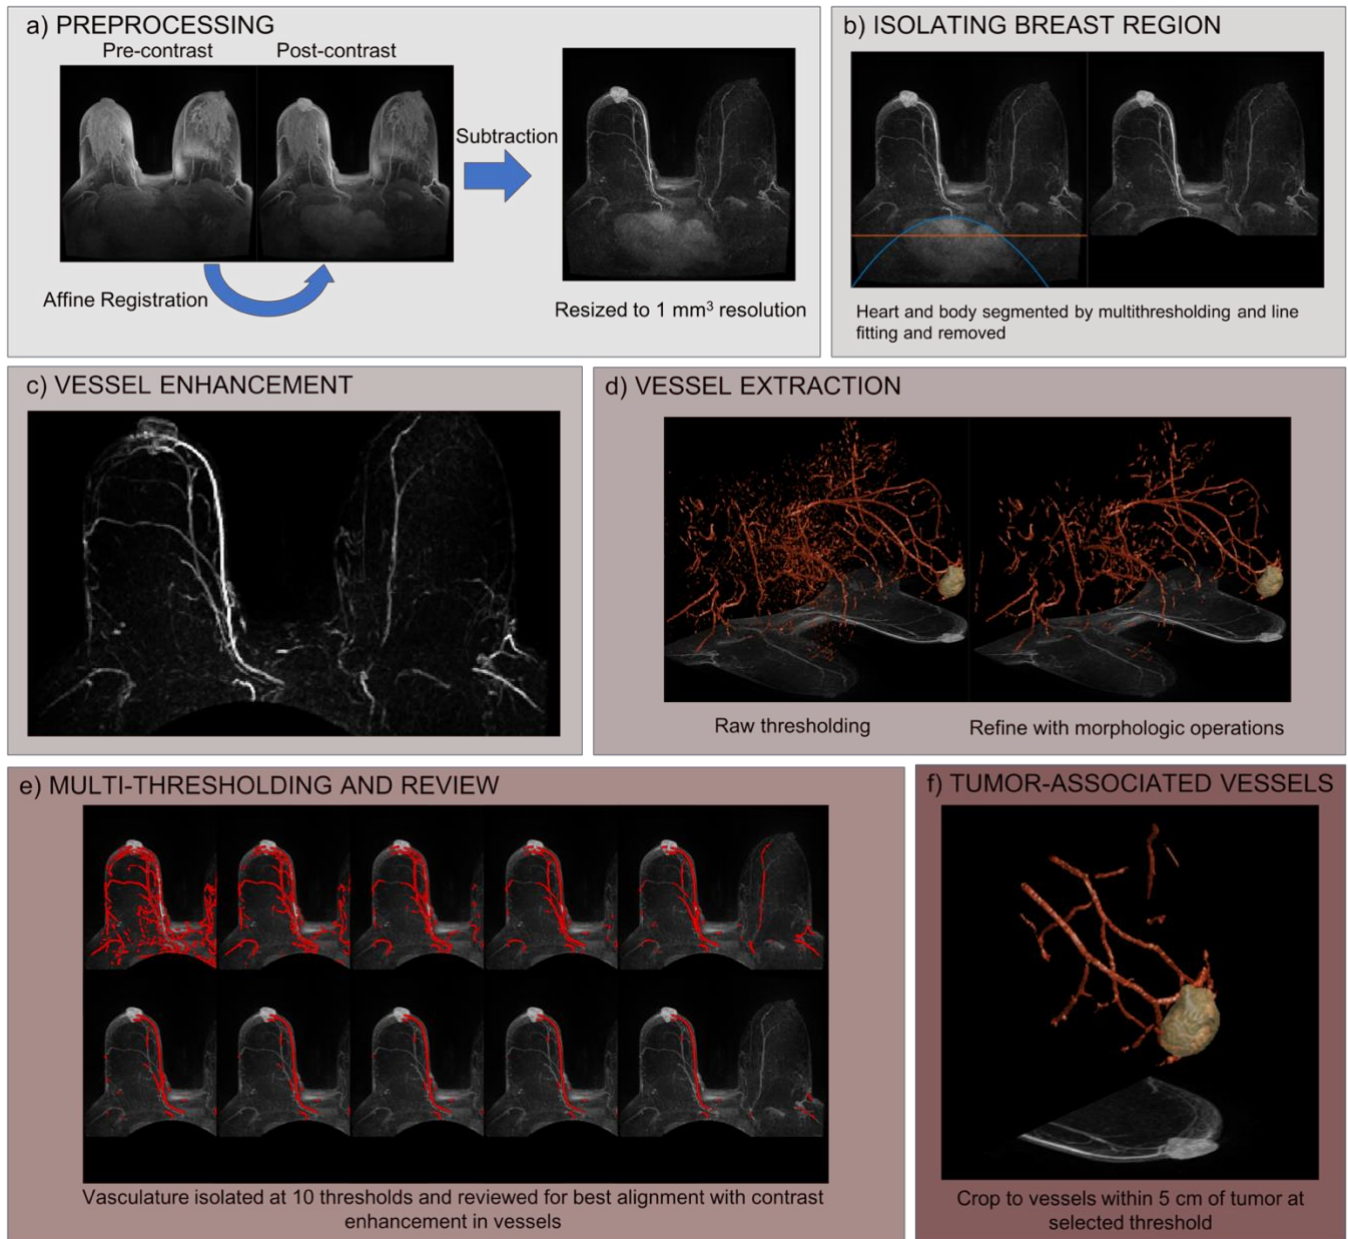 a) PREPROCESSING
Pre-contrast
Post-contrast
Subtraction
Affine Registration
Resized to 1 mm³ resolution
b) ISOLATING BREAST REGION
Heart and body segmented by multithresholding and line
fitting and removed
c) VESSEL ENHANCEMENT
d) VESSEL EXTRACTION
Raw thresholding
Refine with morphologic operations
e) MULTI-THRESHOLDING AND REVIEW
Vasculature isolated at 10 thresholds and reviewed for best alignment with contrast
enhancement in vessels
f) TUMOR-ASSOCIATED VESSELS
Crop to vessels within 5 cm of tumor at
selected threshold